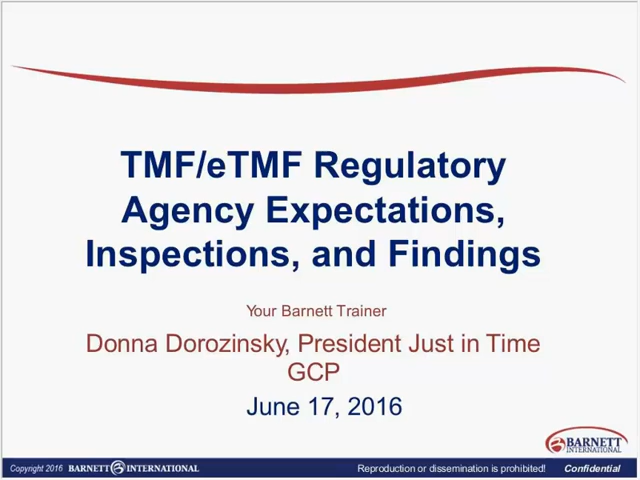 TMF/eTMF Regulatory
Agency Expectations,
Inspections, and Findings
Your Barnett Trainer
Donna Dorozinsky, President Just in Time
GCP
June 17, 2016
BARNETT
INTERNATIONAL
Copyright 2016 BARNETT INTERNATIONAL Reproduction or dissemination is prohibited! Confidential